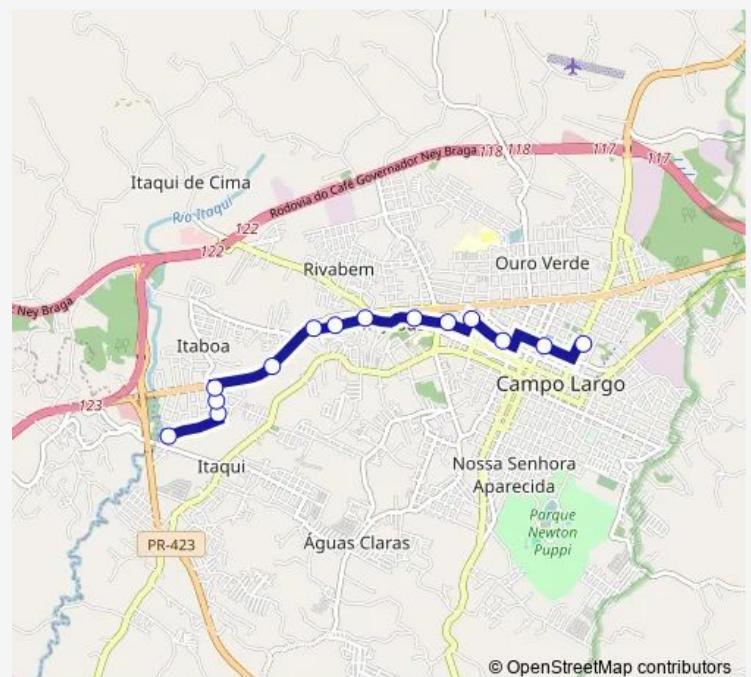 118 118
117
117
Itaqui de Cima
Rodovia do Café Governador Ney Braga
Rio Itaqui
122
122
Rivabem
Ouro Verde
Ney Braga
Itaboa
Campo Largo
123
Itaqui
Nossa Senhora
Aparecida
Parque
Newton
Puppi
PR-423
Águas Claras
© OpenStreetMap contributors